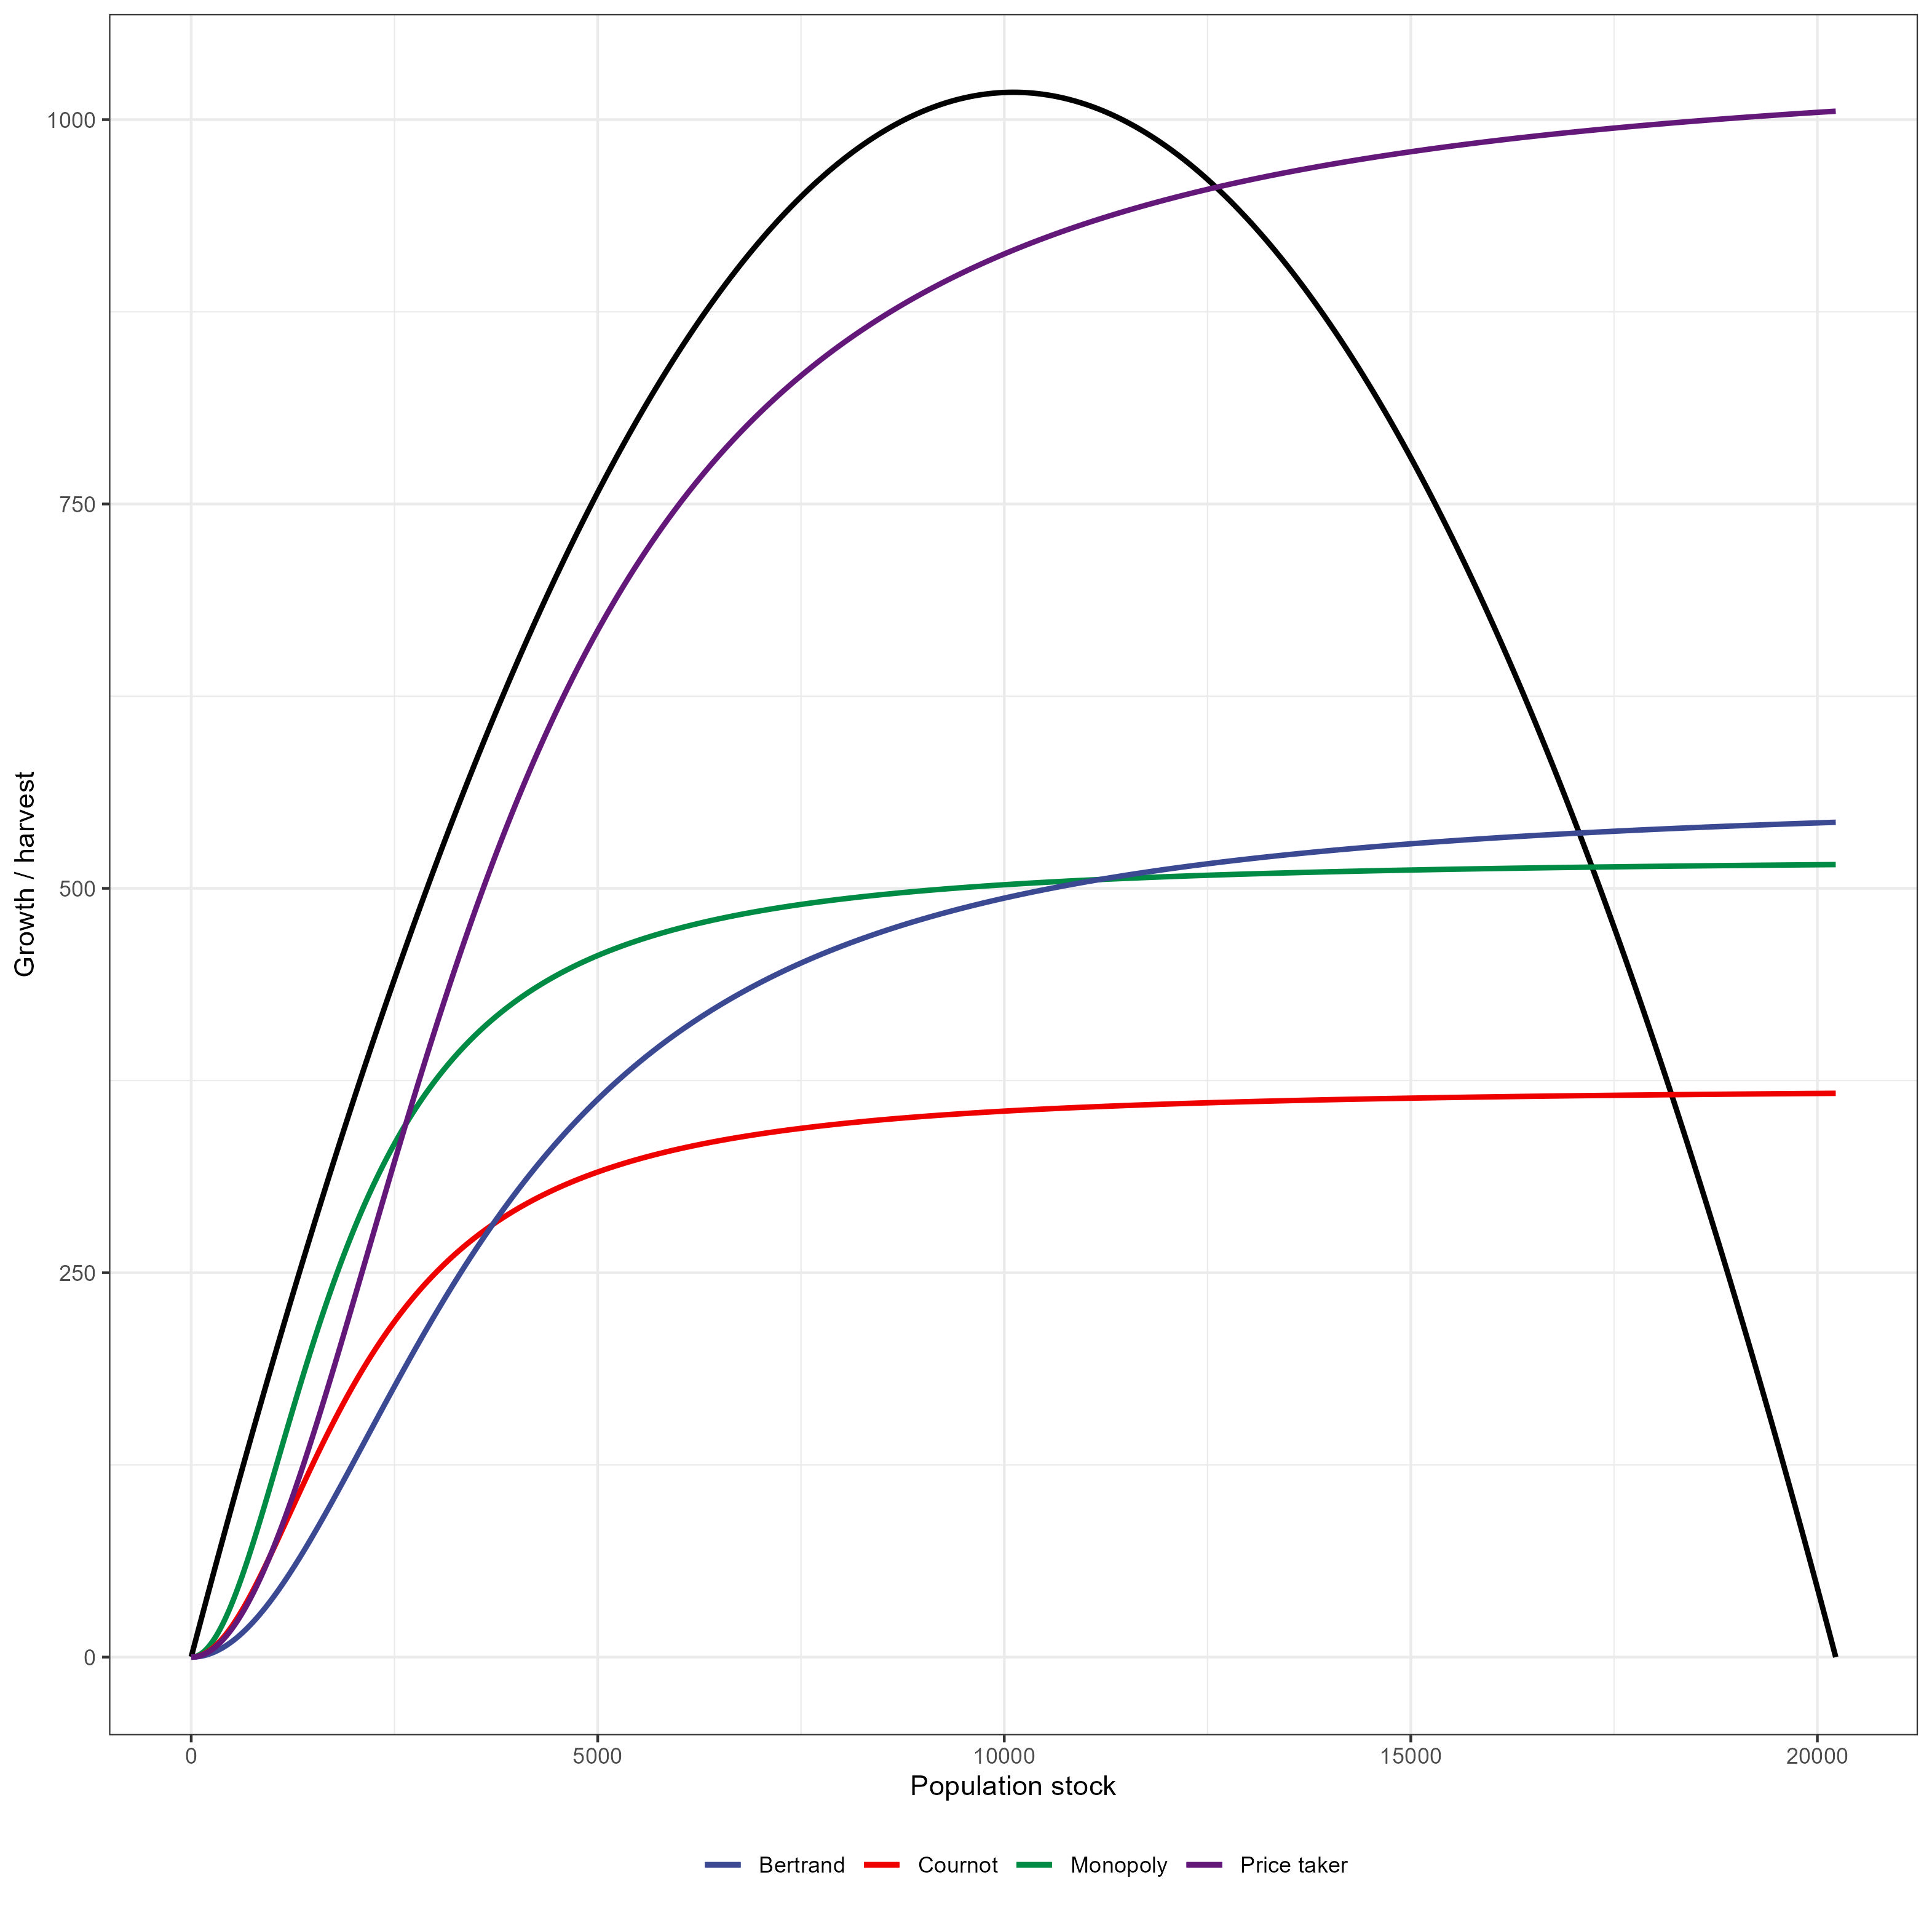 Growth / harvest
1000
750
500
250
0
0 5000 10000 15000 20000
Population stock
Bertrand Cournot Monopoly Price taker